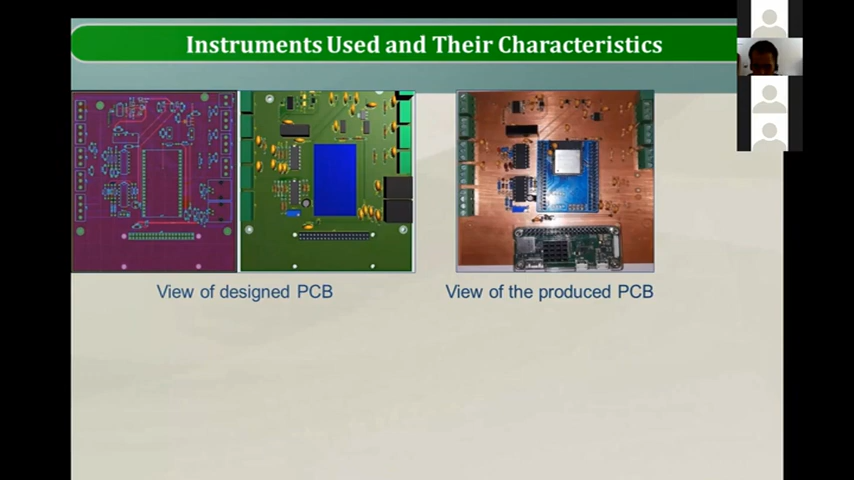 Instruments Used and Their Characteristics
View of designed PCB
View of the produced PCB